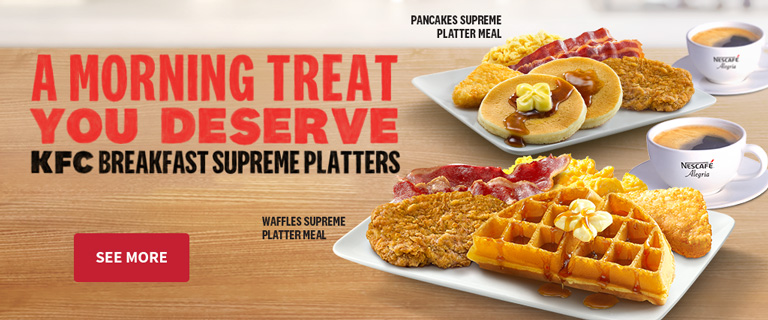 PANCAKES SUPREME
PLATTER MEAL
A MORNING TREAT
YOU DESERVE
KFC BREAKFAST SUPREME PLATTERS
NESCAFÉ
Alegria
NESCAFÉ
Alegria
WAFFLES SUPREME
PLATTER MEAL
SEE MORE